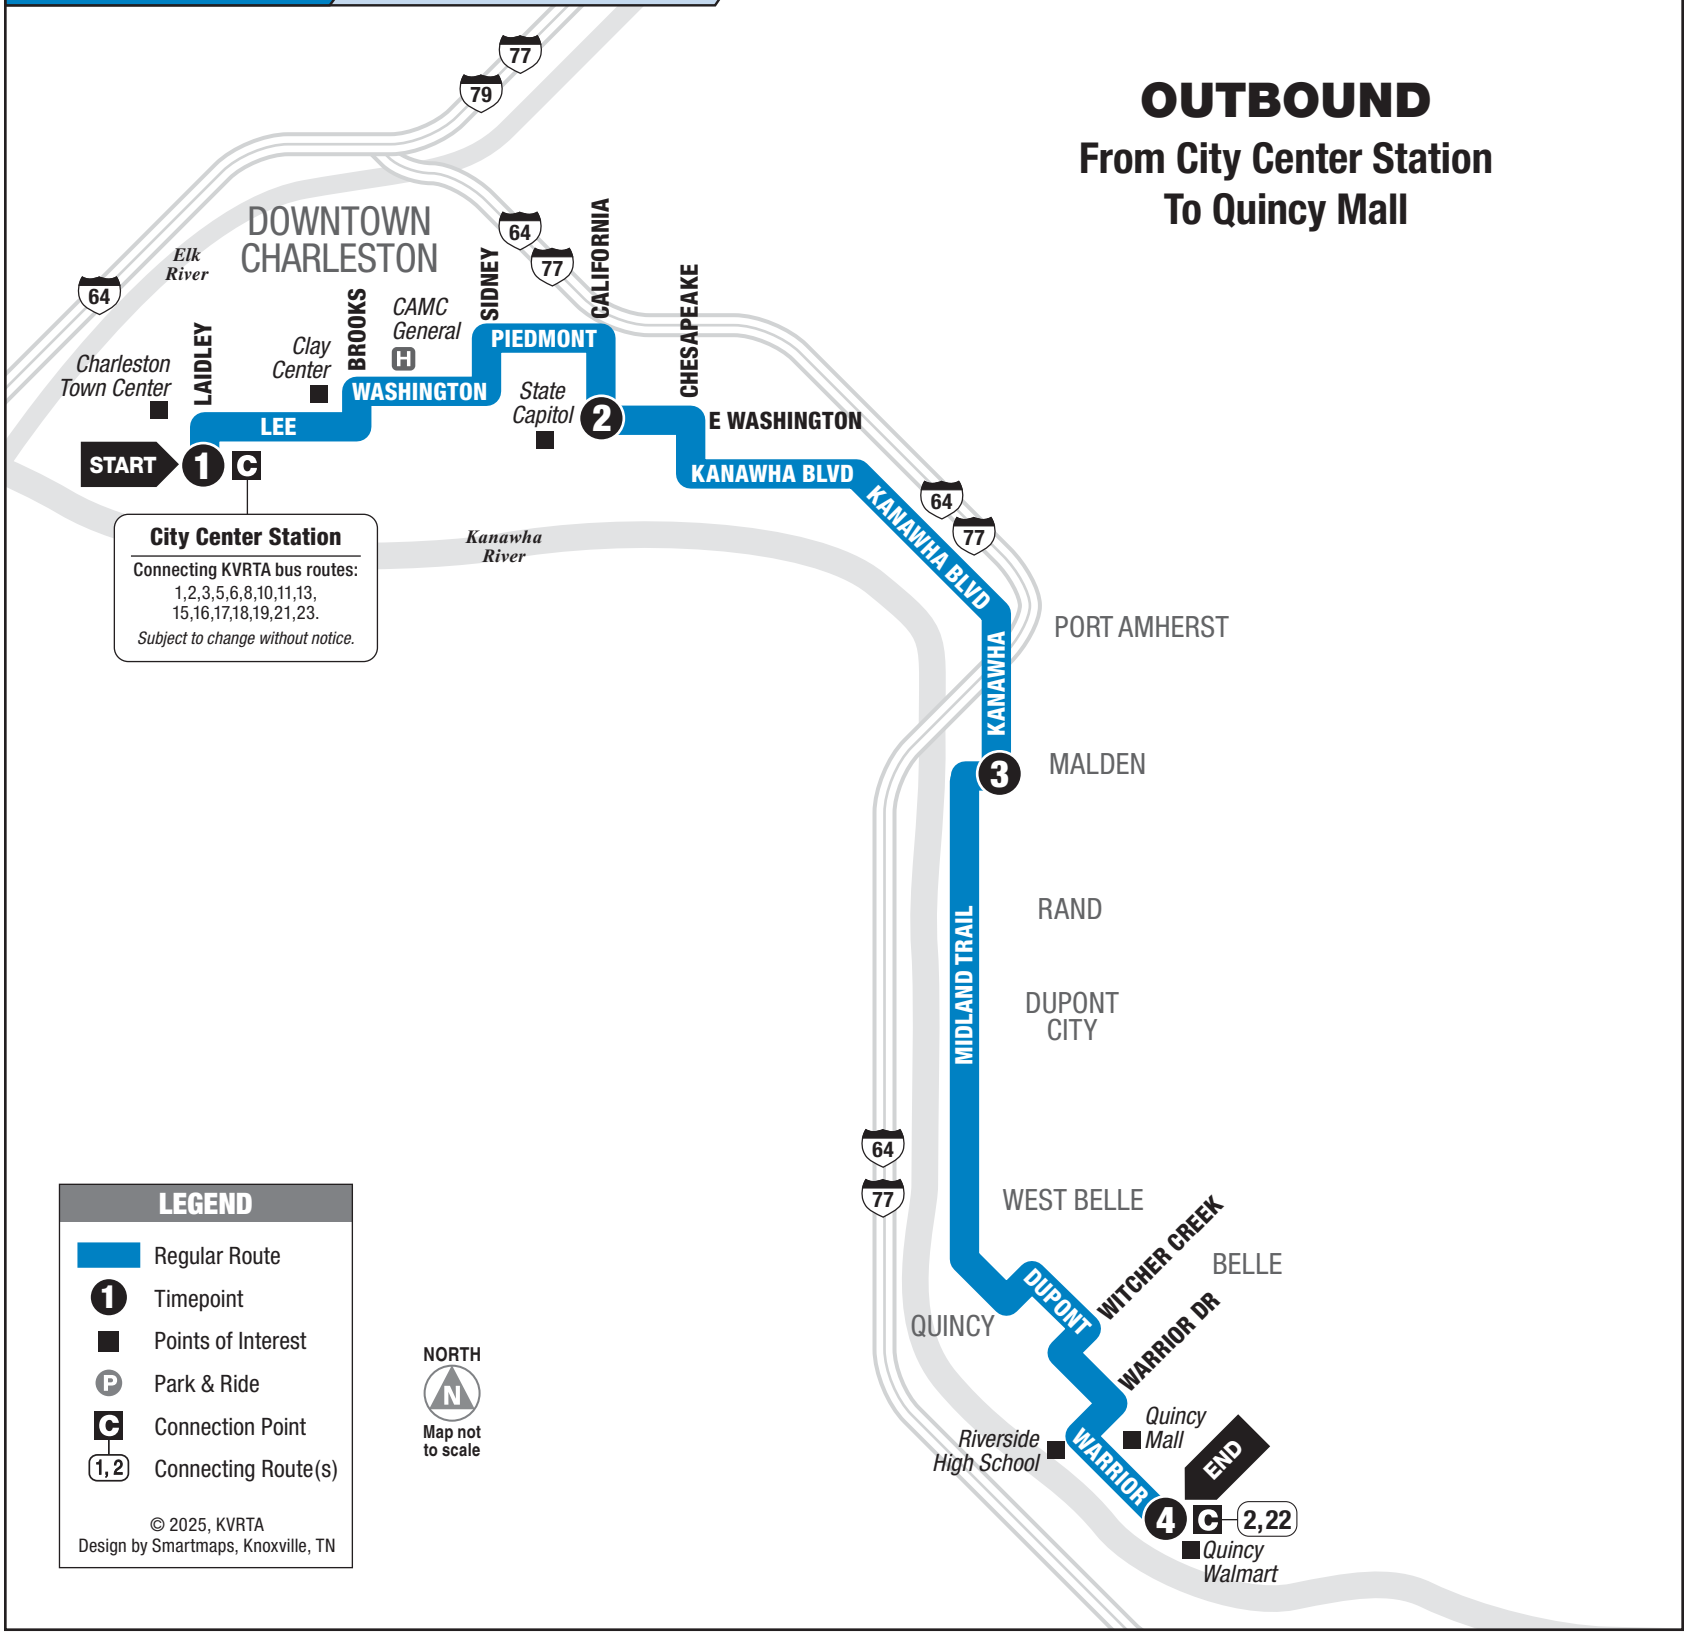 OUTBOUND
From City Center Station
To Quincy Mall
77
79
DOWNTOWN
CHARLESTON
Elk
River
64
64
77
CALIFORNIA
SIDNEY
CHESAPEAKE
BROOKS
LAIDLEY
CAMC
General
H
Clay
Center
Charleston
Town Center
PIEDMONT
WASHINGTON
State
Capitol
2
E WASHINGTON
LEE
START
1
C
KANAWHA BLVD
KANAWHA BLVD
64
77
City Center Station
Connecting KVRTA bus routes:
1,2,3,5,6,8,10,11,13,
15,16,17,18,19,21,23.
Subject to change without notice.
Kanawha
River
PORT AMHERST
KANAWHA
3
MALDEN
RAND
MIDLAND TRAIL
DUPONT
CITY
64
77
WEST BELLE
WITCHER CREEK
BELLE
DUPONT
QUINCY
WARRIOR DR
Quincy
Mall
Riverside
High School
WARRIOR
END
4
C
2,22
Quincy
Walmart
NORTH
N
Map not
to scale
LEGEND
Regular Route
1
Timepoint
Points of Interest
P
Park & Ride
C
Connection Point
1, 2
Connecting Route(s)
© 2025, KVRTA
Design by Smartmaps, Knoxville, TN